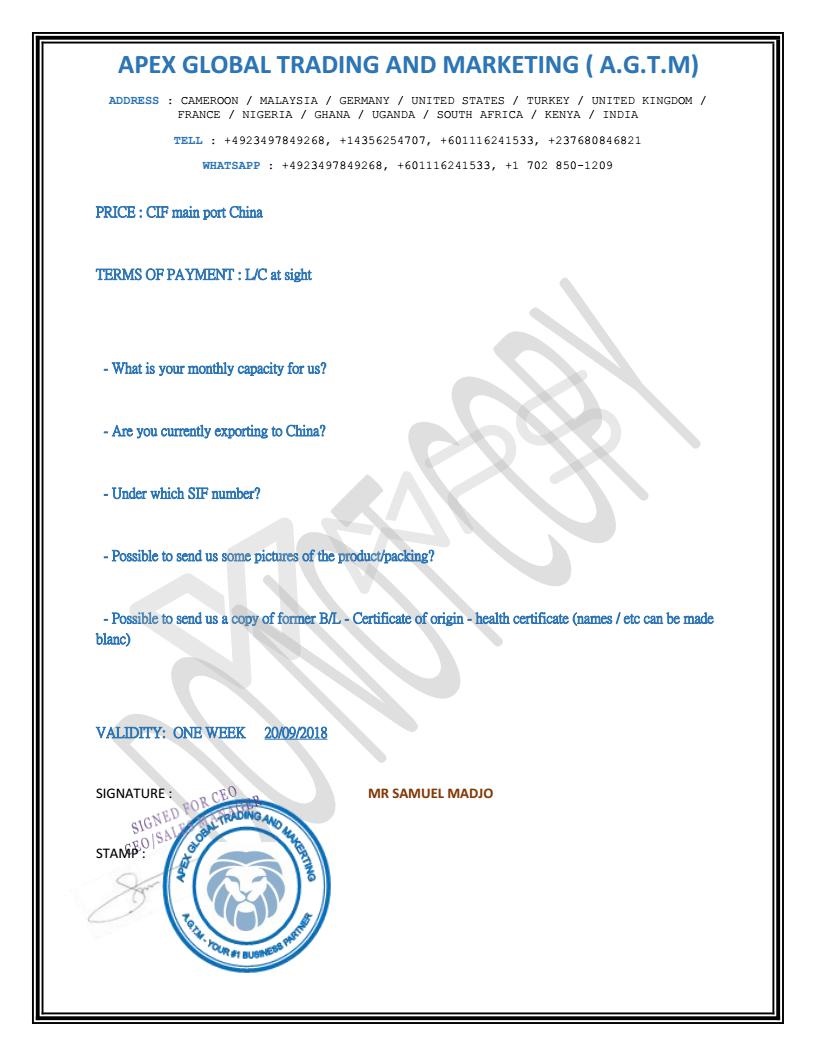 APEX GLOBAL TRADING AND MARKETING ( A.G.T.M)
ADDRESS : CAMEROON / MALAYSIA / GERMANY / UNITED STATES / TURKEY / UNITED KINGDOM /
FRANCE / NIGERIA / GHANA / UGANDA / SOUTH AFRICA / KENYA / INDIA
TELL : +4923497849268, +14356254707, +601116241533, +237680846821
WHATSAPP : +4923497849268, +601116241533, +1 702 850-1209
PRICE : CIF main port China
TERMS OF PAYMENT : L/C at sight
- What is your monthly capacity for us?
- Are you currently exporting to China?
- Under which SIF number?
- Possible to send us some pictures of the product/packing?
- Possible to send us a copy of former B/L - Certificate of origin - health certificate (names / etc can be made
blanc)
DO NOT COPY
VALIDITY: ONE WEEK 20/09/2018
SIGNATURE : MR SAMUEL MADJO
SIGNED FOR CEO
CEO/SALES MANAGER
STAMP :
APEX GLOBAL TRADING AND MAKERTING
A.G.T.M - YOUR #1 BUSINESS PARTNER